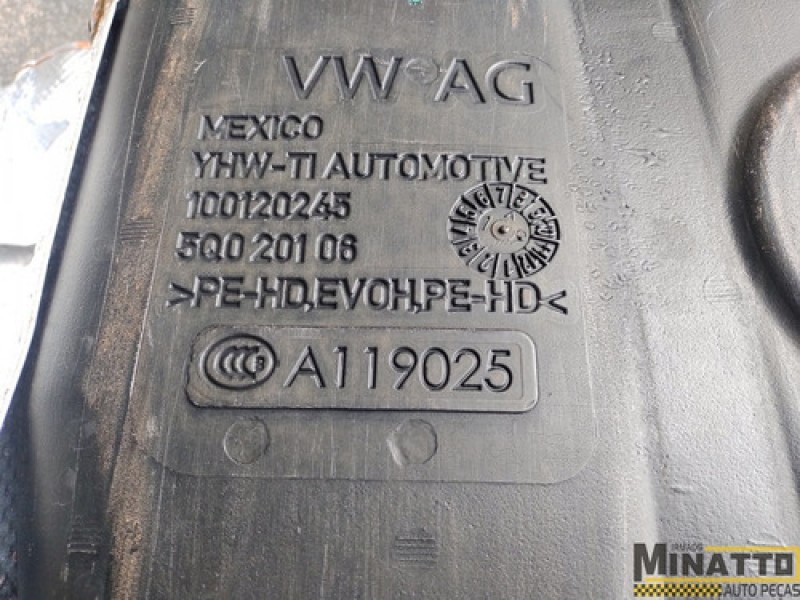 VW AG
MEXICO
YHW-TI AUTOMOTIVE
100120245
5Q0 201 06
>PE-HD,EVOH,PE-HD<
A119025
IRMÃOS
MINATTO
AUTO PEÇAS